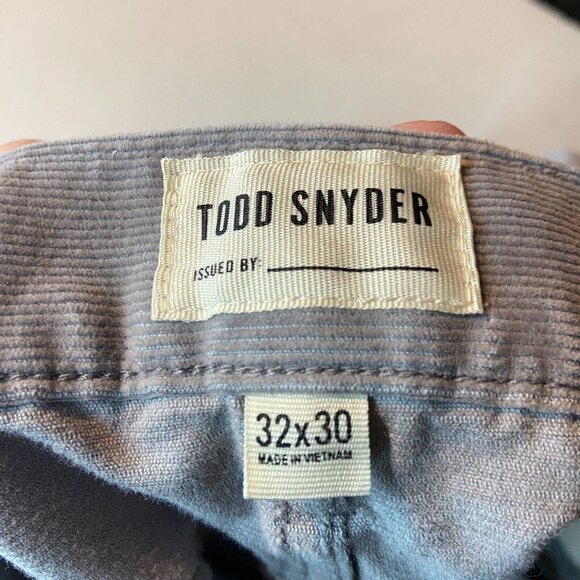 TODD SNYDER
ISSUED BY:
32x30
MADE IN VIETNAM